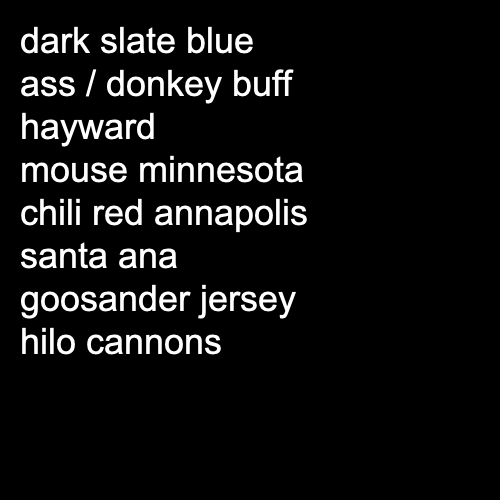 dark slate blue
ass / donkey buff
hayward
mouse minnesota
chili red annapolis
santa ana
goosander jersey
hilo cannons